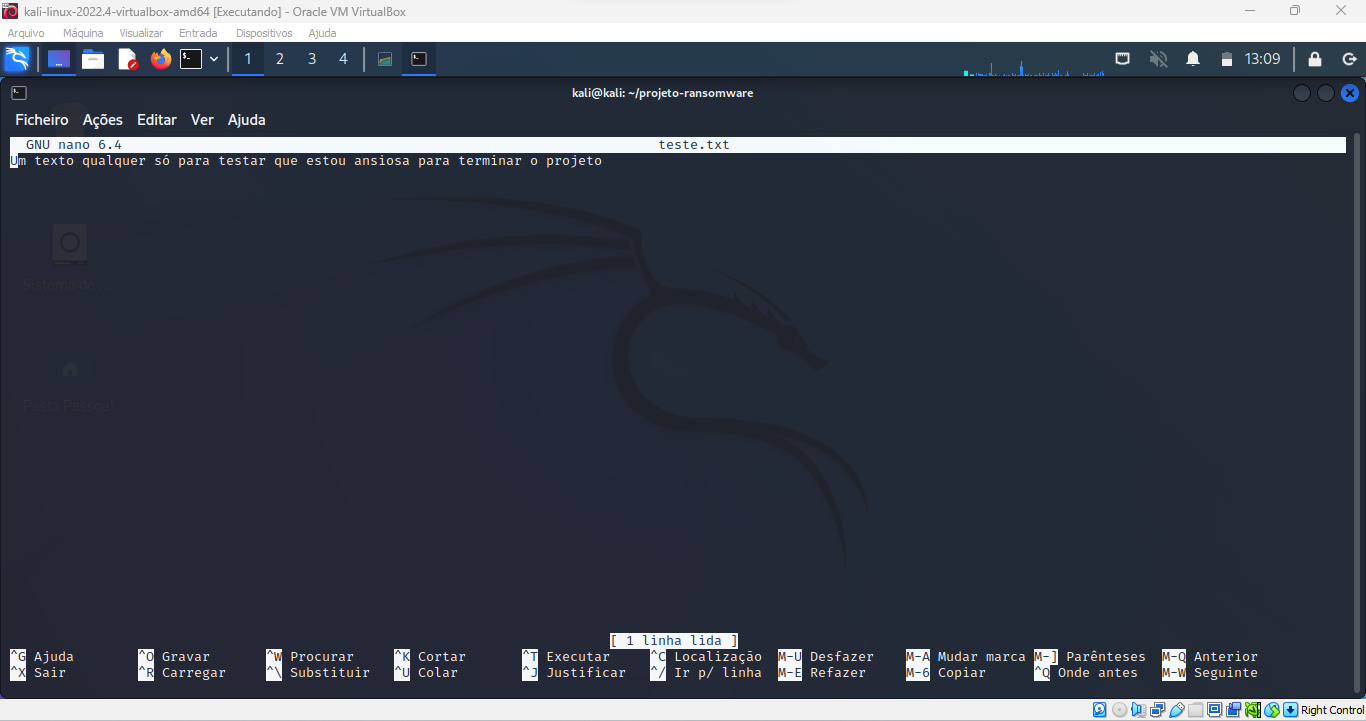 kali-linux-2022.4-virtualbox-amd64 [Executando] - Oracle VM VirtualBox
Arquivo Máquina Visualizar Entrada Dispositivos Ajuda
1 2 3 4 13:09
kali@kali: ~/projeto-ransomware
Ficheiro Ações Editar Ver Ajuda
GNU nano 6.4 teste.txt
Um texto qualquer só para testar que estou ansiosa para terminar o projeto
Sistema de
Pasta Pessoal
[ 1 linha lida ]
^G Ajuda ^O Gravar ^W Procurar ^K Cortar ^T Executar ^C Localização M-U Desfazer M-A Mudar marca M-] Parênteses M-Q Anterior
^X Sair ^R Carregar ^\ Substituir ^U Colar ^J Justificar ^/ Ir p/ linha M-E Refazer M-6 Copiar ^Q Onde antes M-W Seguinte
Right Control